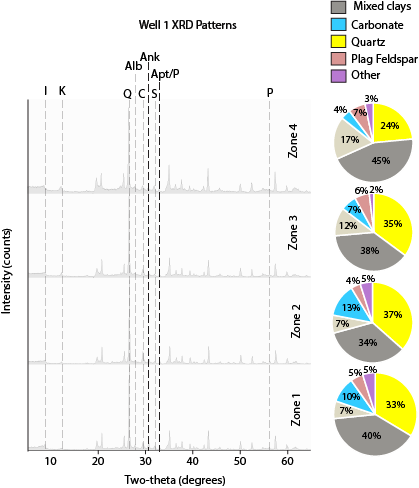 Well 1 XRD Patterns
Mixed clays
Carbonate
Quartz
Plag Feldspar
Other
Ank
Alb
Apt/P
I K Q C S P
Intensity (counts)
Zone 4
3%
4% 7%
24%
17%
45%
Zone 3
6% 2%
7%
35%
12%
38%
Zone 2
4% 5%
13%
37%
7%
34%
Zone 1
5% 5%
10%
33%
7%
40%
10 20 30 40 50 60
Two-theta (degrees)